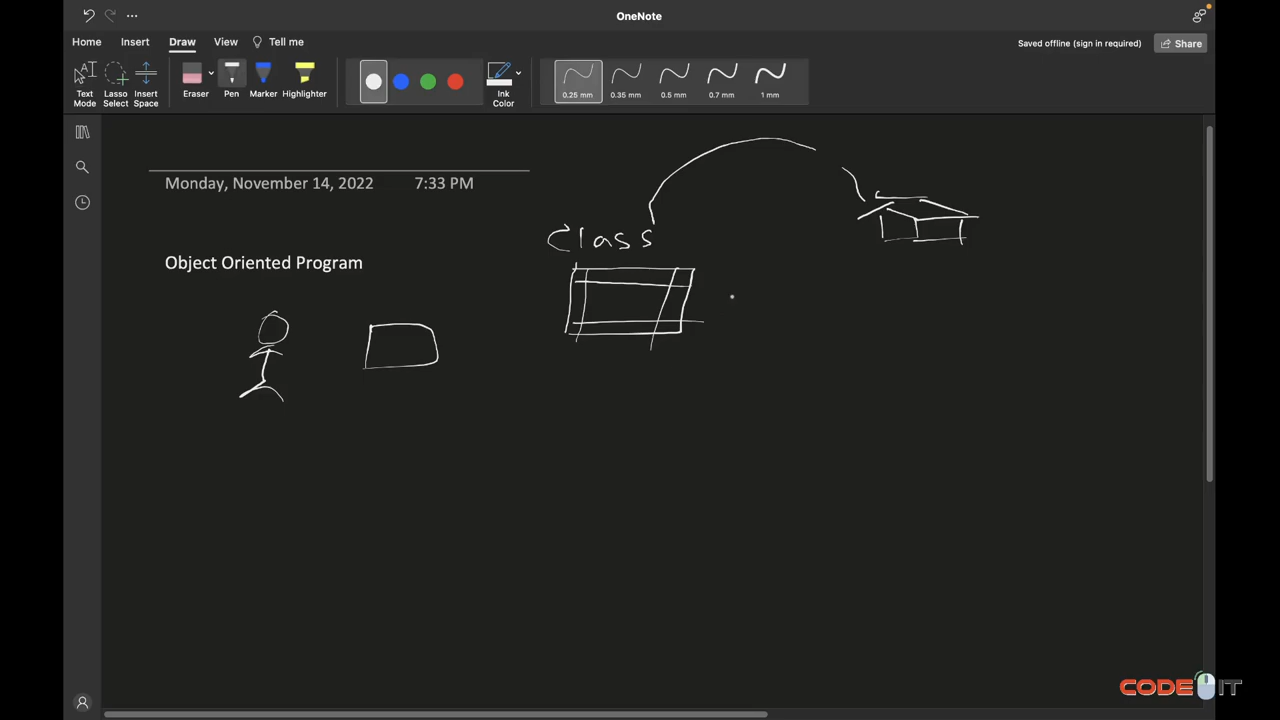 OneNote
Home Insert Draw View Tell me
Saved offline (sign in required) Share
Text Mode
Lasso Select
Insert Space
Eraser
Pen
Marker
Highlighter
Ink Color
0.25 mm 0.35 mm 0.5 mm 0.7 mm 1 mm
Monday, November 14, 2022 7:33 PM
Class
Object Oriented Program
CODE IT